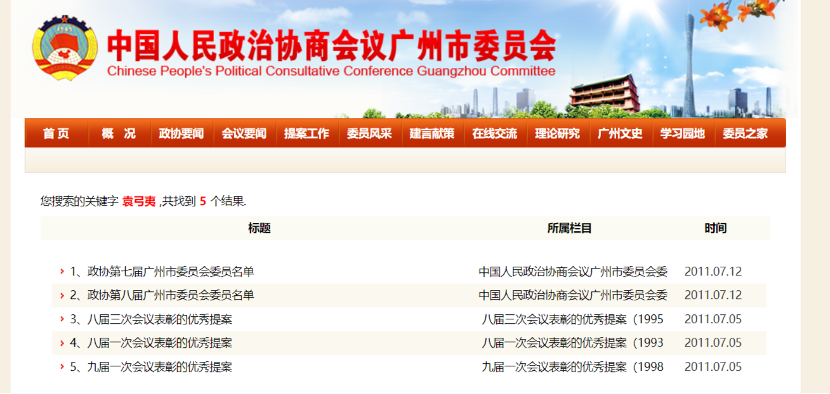 中国人民政治协商会议广州市委员会
Chinese People's Political Consultative Conference Guangzhou Committee
首 页 概 况 政协要闻 会议要闻 提案工作 委员风采 建言献策 在线交流 理论研究 广州文史 学习园地 委员之家
您搜索的关键字 袁弓夷 ,共找到 5 个结果.
标题 所属栏目 时间
1、政协第七届广州市委员会委员名单 中国人民政治协商会议广州市委员会委 2011.07.12
2、政协第八届广州市委员会委员名单 中国人民政治协商会议广州市委员会委 2011.07.12
3、八届三次会议表彰的优秀提案 八届三次会议表彰的优秀提案（1995 2011.07.05
4、八届一次会议表彰的优秀提案 八届一次会议表彰的优秀提案（1993 2011.07.05
5、九届一次会议表彰的优秀提案 九届一次会议表彰的优秀提案（1998 2011.07.05